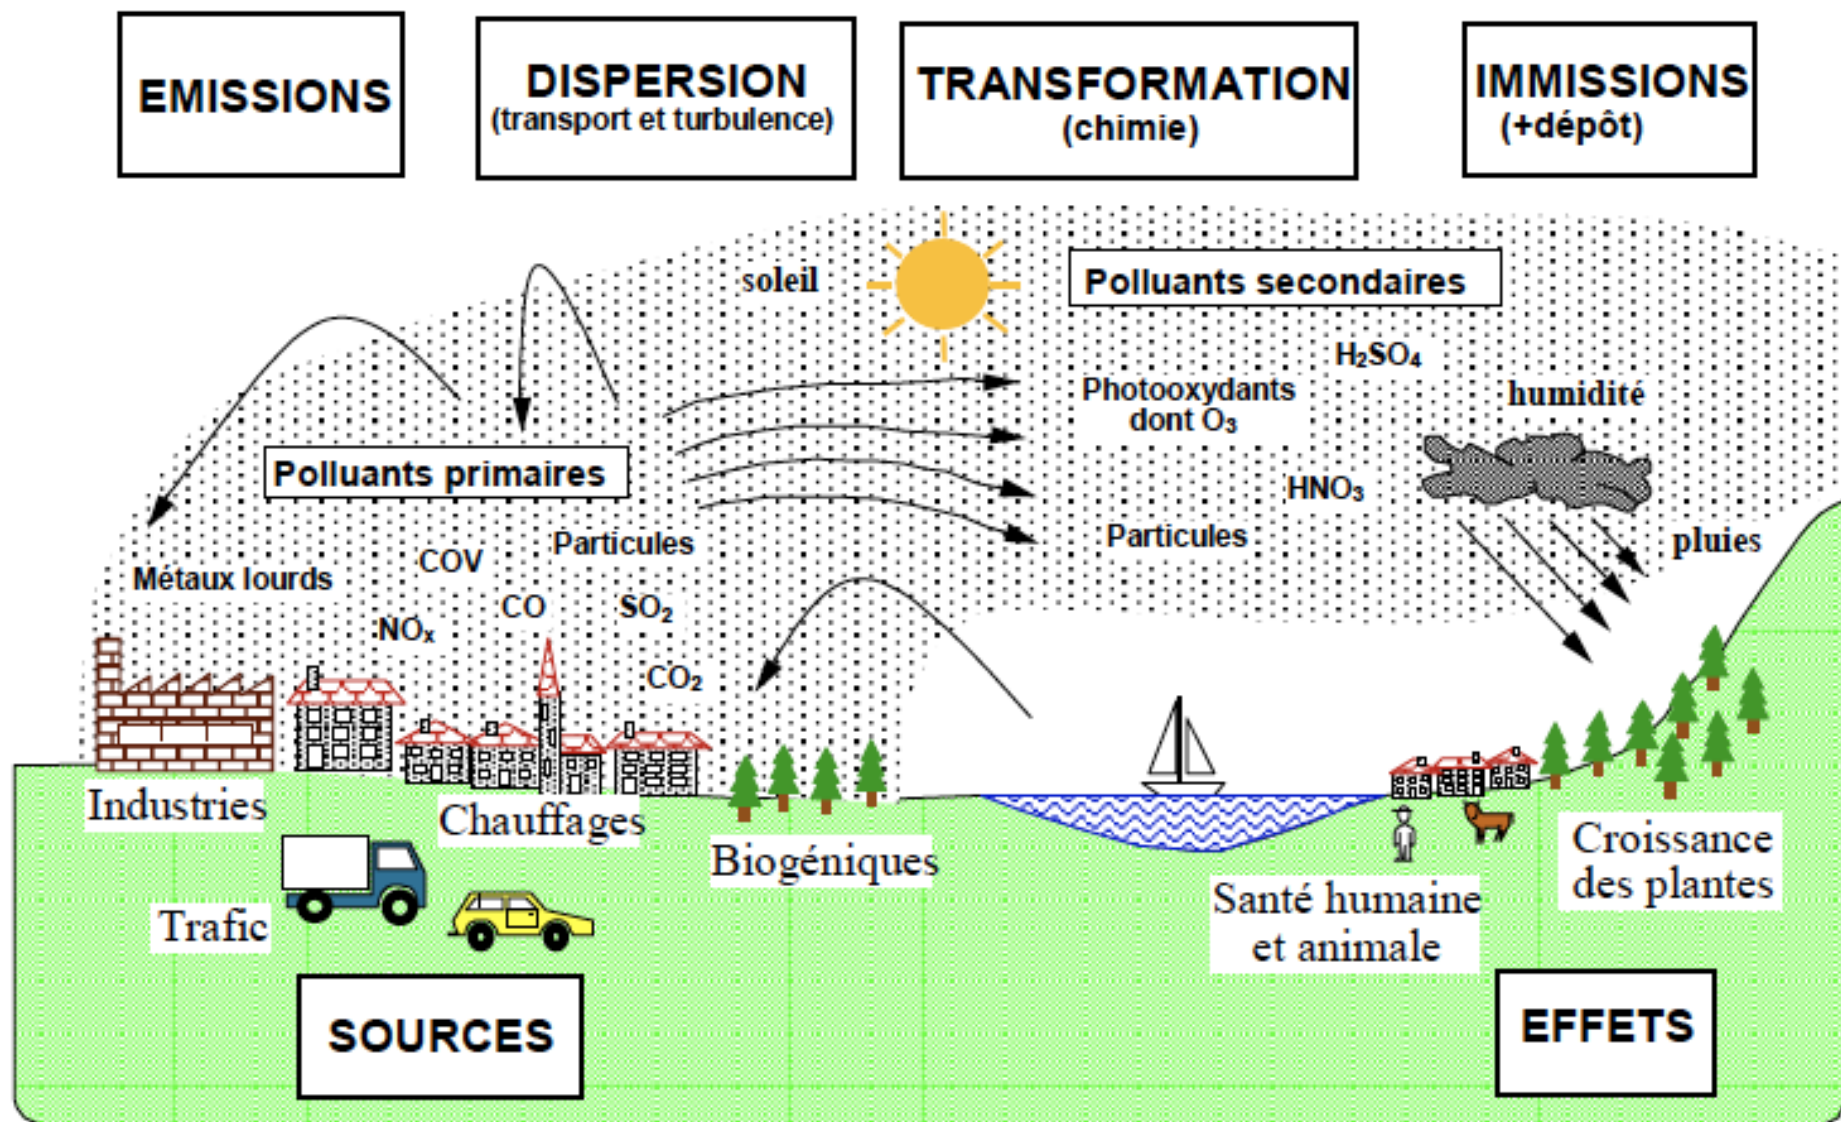 EMISSIONS
DISPERSION
(transport et turbulence)
TRANSFORMATION
(chimie)
IMMISSIONS
(+dépôt)
soleil
Polluants secondaires
H₂SO₄
Photooxydants
dont O₃
humidité
Polluants primaires
HNO₃
Particules
Particules
pluies
COV
Métaux lourds
CO
SO₂
NOₓ
CO₂
Industries
Chauffages
Biogéniques
Trafic
Santé humaine
et animale
Croissance
des plantes
SOURCES
EFFETS